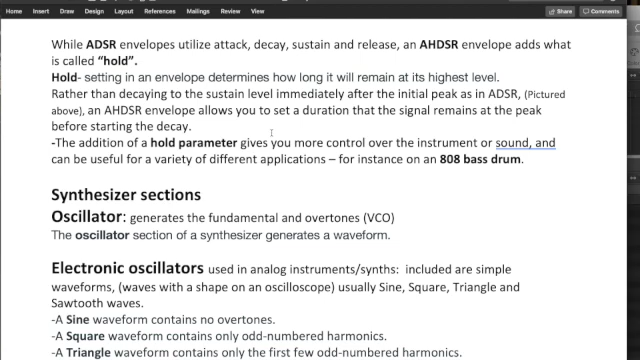 Home Insert Draw Design Layout References Mailings Review View Share Comments
While ADSR envelopes utilize attack, decay, sustain and release, an AHDSR envelope adds what
is called “hold”.
Hold- setting in an envelope determines how long it will remain at its highest level.
Rather than decaying to the sustain level immediately after the initial peak as in ADSR, (Pictured
above), an AHDSR envelope allows you to set a duration that the signal remains at the peak
before starting the decay.
-The addition of a hold parameter gives you more control over the instrument or sound, and
can be useful for a variety of different applications – for instance on an 808 bass drum.
Synthesizer sections
Oscillator: generates the fundamental and overtones (VCO)
The oscillator section of a synthesizer generates a waveform.
Electronic oscillators used in analog instruments/synths: included are simple
waveforms, (waves with a shape on an oscilloscope) usually Sine, Square, Triangle and
Sawtooth waves.
-A Sine waveform contains no overtones.
-A Square waveform contains only odd-numbered harmonics.
-A Triangle waveform contains only the first few odd-numbered harmonics.